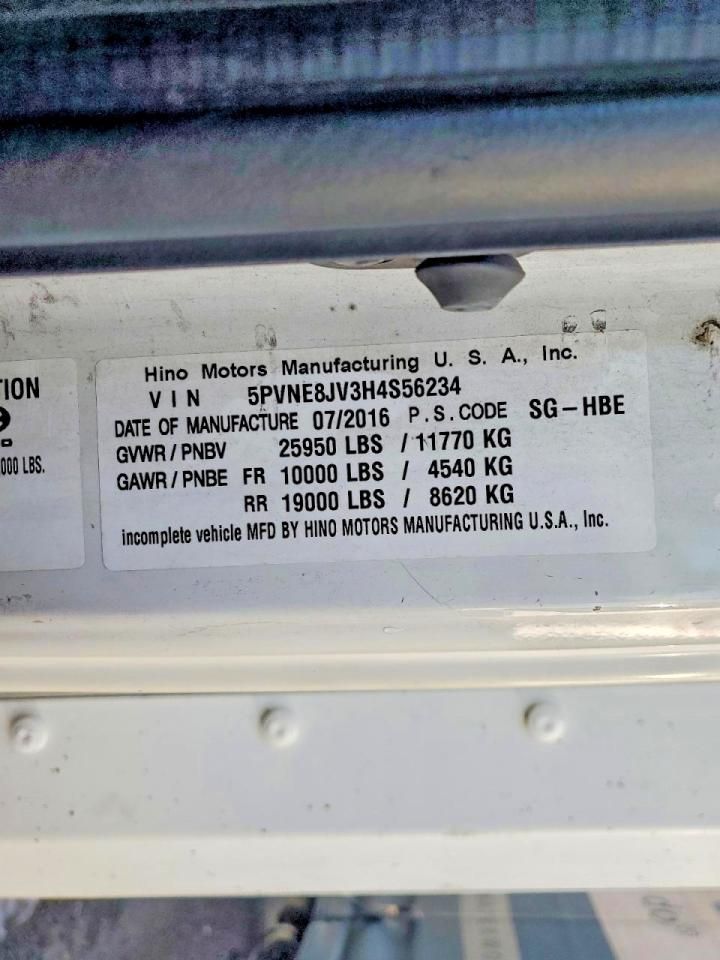 Hino Motors Manufacturing U. S. A., Inc.
VIN 5PVNE8JV3H4S56234
DATE OF MANUFACTURE 07/2016 P.S.CODE SG-HBE
GVWR/PNBV 25950 LBS /11770 KG
GAWR/PNBE FR 10000 LBS / 4540 KG
RR 19000 LBS / 8620 KG
incomplete vehicle MFD BY HINO MOTORS MANUFACTURING U.S.A., Inc.
TION
000 LBS.